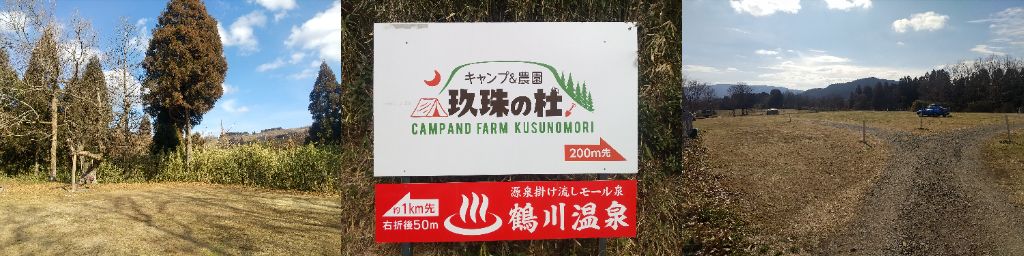 キャンプ&農園
玖珠の杜
CAMPAND FARM KUSUNOMORI
200m先
約1km先
右折後50m
源泉掛け流しモール泉
鶴川温泉